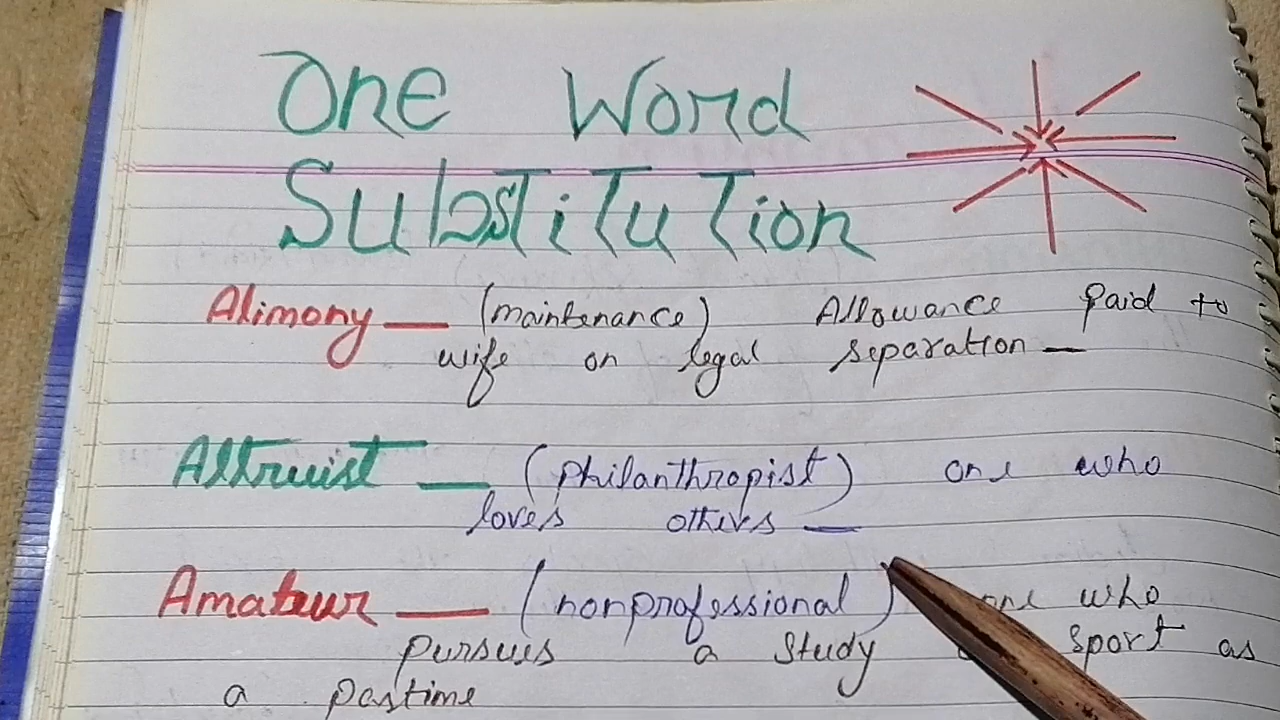 One Word
Substitution
Alimony — (maintenance) Allowance paid to
wife on legal separation —
Altruist — (philanthropist) one who
loves others —
Amateur — (nonprofessional) one who
pursues a study sport as
a pastime